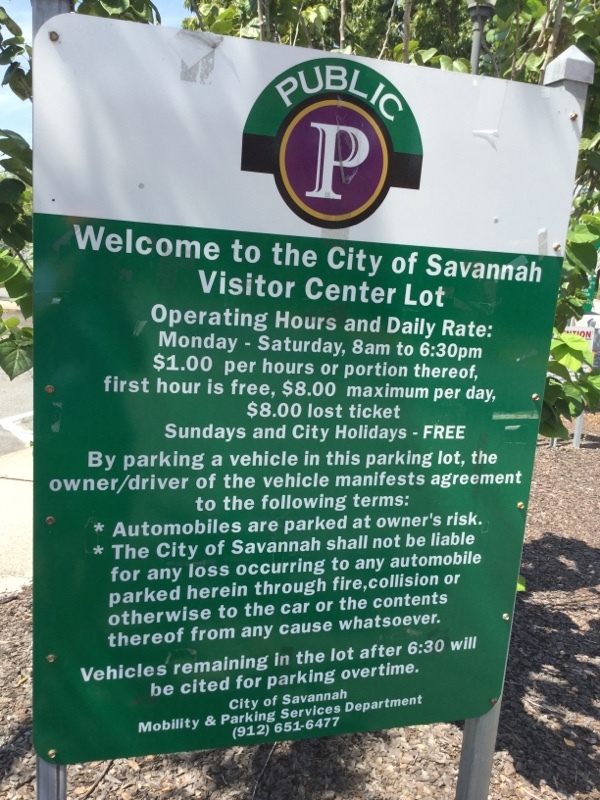 PUBLIC
P
Welcome to the City of Savannah
Visitor Center Lot
Operating Hours and Daily Rate:
Monday - Saturday, 8am to 6:30pm
$1.00 per hours or portion thereof,
first hour is free, $8.00 maximum per day,
$8.00 lost ticket
Sundays and City Holidays - FREE
By parking a vehicle in this parking lot, the
owner/driver of the vehicle manifests agreement
to the following terms:
* Automobiles are parked at owner's risk.
* The City of Savannah shall not be liable
for any loss occurring to any automobile
parked herein through fire,collision or
otherwise to the car or the contents
thereof from any cause whatsoever.
Vehicles remaining in the lot after 6:30 will
be cited for parking overtime.
City of Savannah
Mobility & Parking Services Department
(912) 651-6477